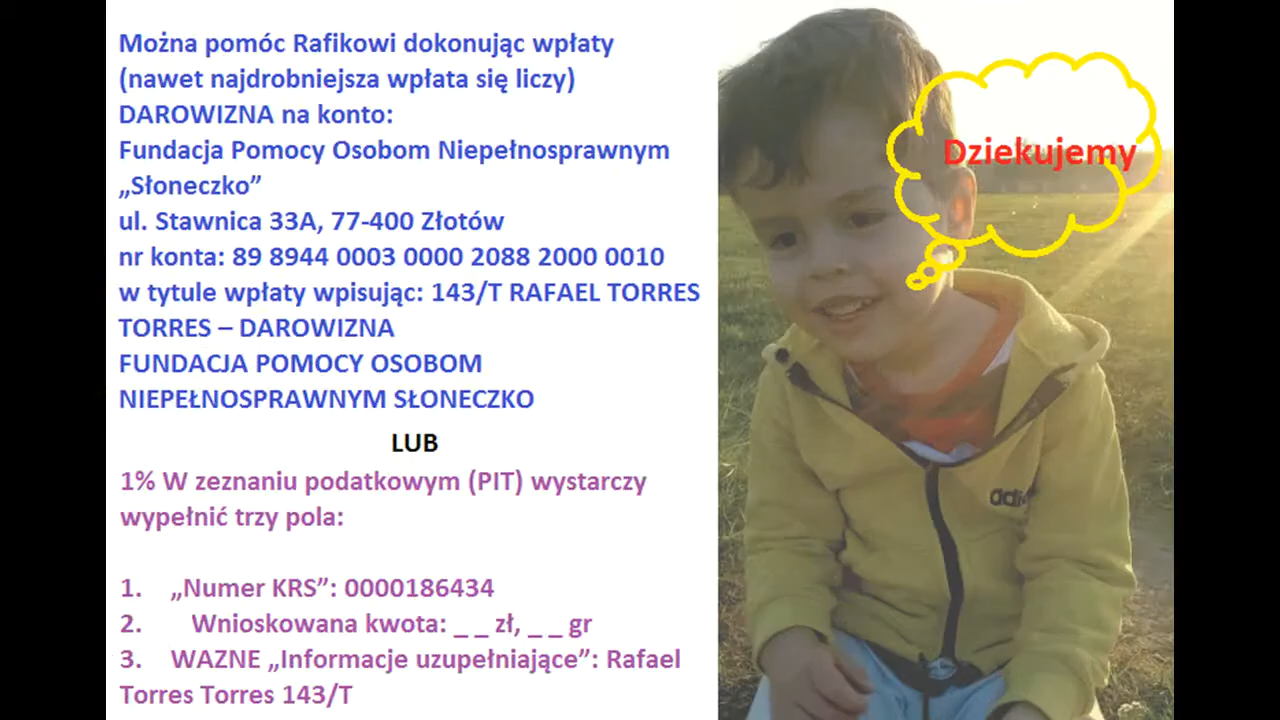 Można pomóc Rafikowi dokonując wpłaty
(nawet najdrobniejsza wpłata się liczy)
DAROWIZNA na konto:
Fundacja Pomocy Osobom Niepełnosprawnym
„Słoneczko”
ul. Stawnica 33A, 77-400 Złotów
nr konta: 89 8944 0003 0000 2088 2000 0010
w tytule wpłaty wpisując: 143/T RAFAEL TORRES
TORRES – DAROWIZNA
FUNDACJA POMOCY OSOBOM
NIEPEŁNOSPRAWNYM SŁONECZKO
LUB
1% W zeznaniu podatkowym (PIT) wystarczy
wypełnić trzy pola:
1. „Numer KRS”: 0000186434
2. Wnioskowana kwota: _ _ zł, _ _ gr
3. WAZNE „Informacje uzupełniające”: Rafael
Torres Torres 143/T
Dziekujemy